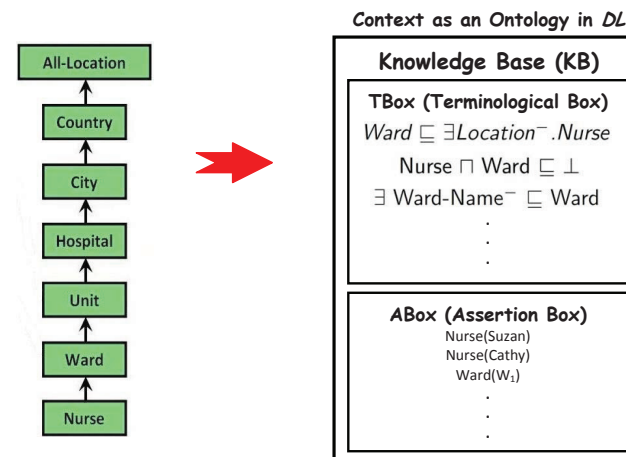 All-Location
Country
City
Hospital
Unit
Ward
Nurse
Context as an Ontology in DL
Knowledge Base (KB)
TBox (Terminological Box)
Ward ⊑ ∃Location⁻.Nurse
Nurse ⊓ Ward ⊑ ⊥
∃ Ward-Name⁻ ⊑ Ward
.
.
.
ABox (Assertion Box)
Nurse(Suzan)
Nurse(Cathy)
Ward(W₁)
.
.
.